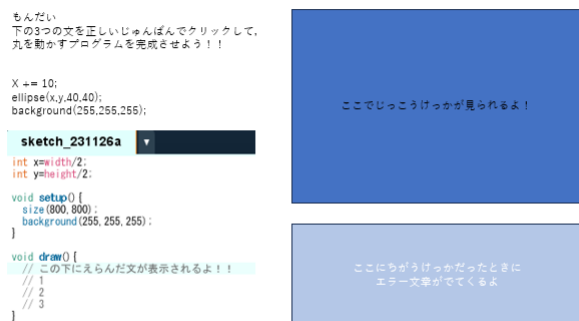 もんだい
下の3つの文を正しいじゅんばんでクリックして,
丸を動かすプログラムを完成させよう！！
X += 10;
ellipse(x,y,40,40);
background(255,255,255);
sketch_231126a ▼
int x=width/2;
int y=height/2;
void setup() {
size(800, 800);
background(255, 255, 255);
}
void draw() {
// この下にえらんだ文が表示されるよ！！
// 1
// 2
// 3
}
ここでじっこうけっかが見られるよ！
ここにちがうけっかだったときに
エラー文章がでてくるよ